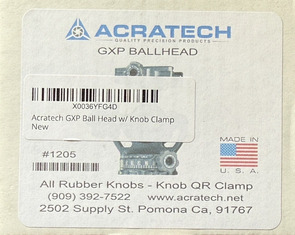 ACRATECH
QUALITY PRECISION PRODUCTS
GXP BALLHEAD
X0036YFG4D
Acratech GXP Ball Head w/ Knob Clamp
New
MADE IN
U.S.A.
#1205
All Rubber Knobs - Knob QR Clamp
(909) 392-7522 www.acratech.net
2502 Supply St. Pomona Ca, 91767